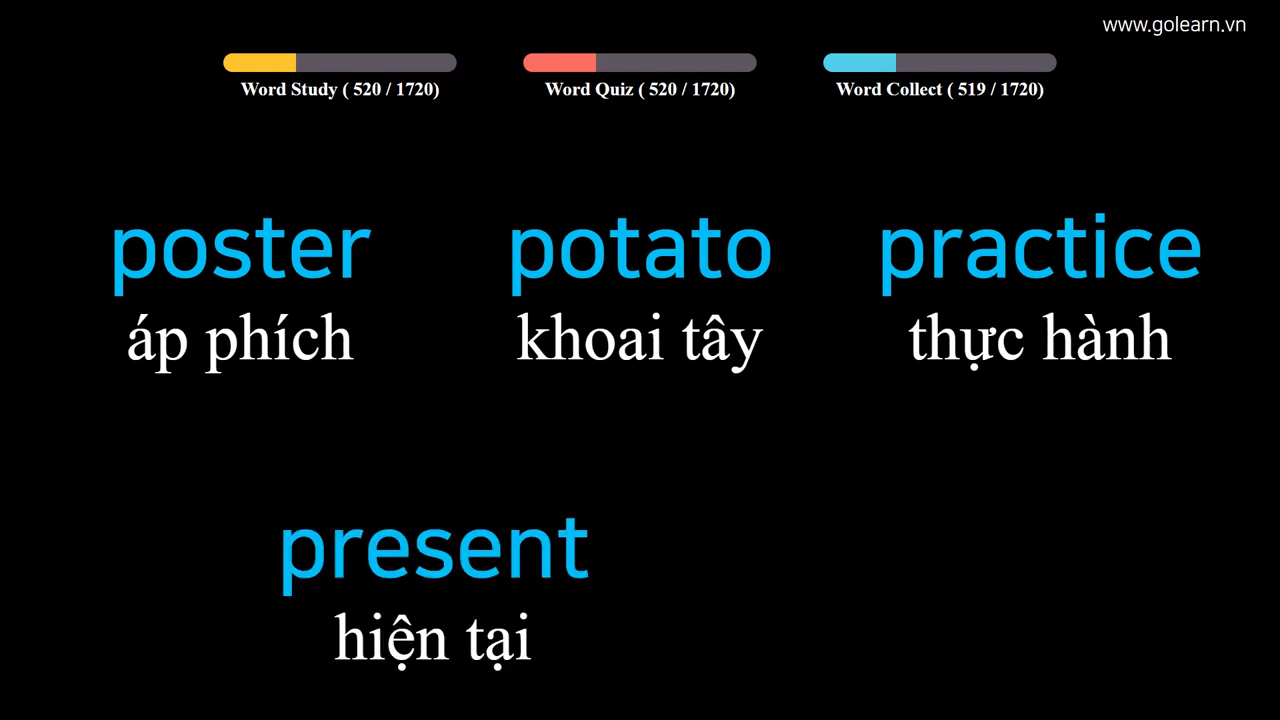 www.golearn.vn
Word Study ( 520 / 1720)
Word Quiz ( 520 / 1720)
Word Collect ( 519 / 1720)
poster
áp phích
potato
khoai tây
practice
thực hành
present
hiện tại